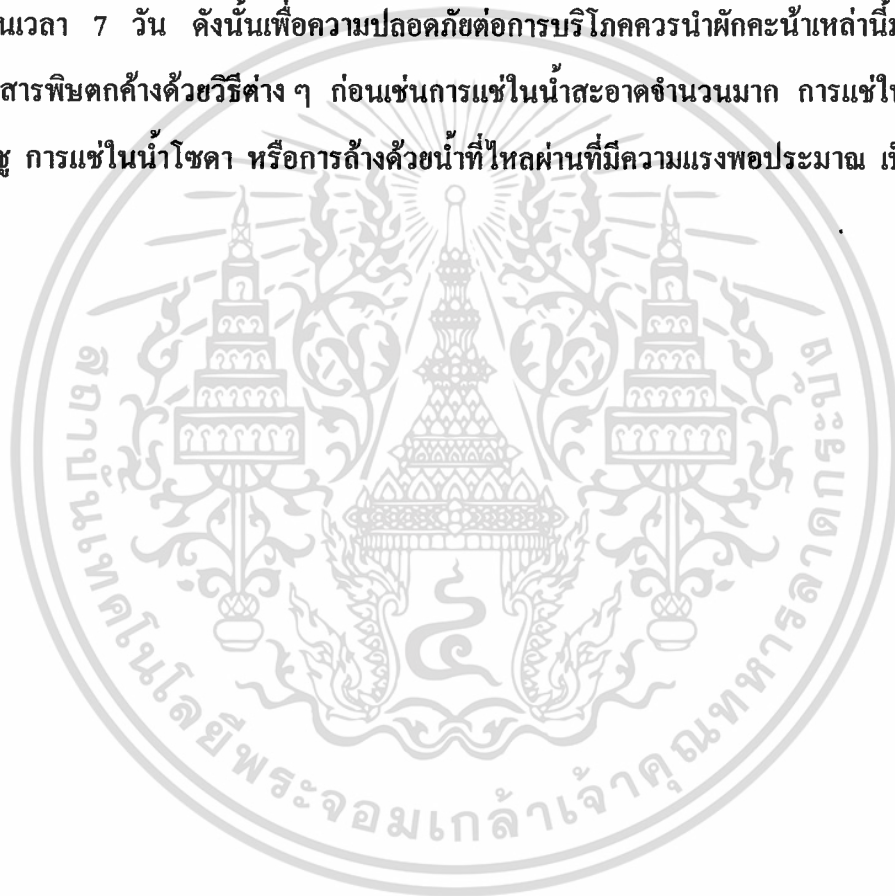 นเวลา 7 วัน ดังนั้นเพื่อความปลอดภัยต่อการบริโภคควรนำผักคะน้าเหล่านี้ม
สารพิษตกค้างด้วยวิธีต่าง ๆ ก่อนเช่นการแช่ในน้ำสะอาดจำนวนมาก การแช่ใ
ชู การแช่ในน้ำโซดา หรือการล้างด้วยน้ำที่ไหลผ่านที่มีความแรงพอประมาณ เ
สถาบันเทคโนโลยีพระจอมเกล้าเจ้าคุณทหารลาดกระบัง
๔